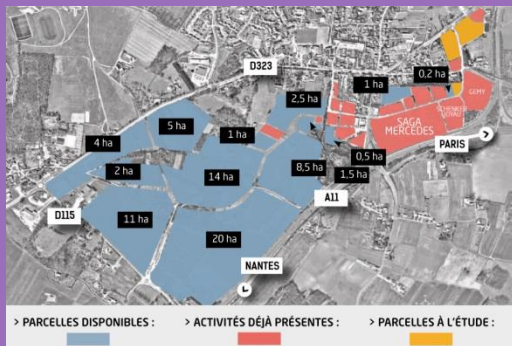 D323
1 ha
0,2 ha
2,5 ha
GEMY
5 ha
1 ha
SAGA
MERCÉDÈS
PARIS
4 ha
2 ha
14 ha
8,5 ha
0,5 ha
1,5 ha
A11
D115
11 ha
20 ha
NANTES
> PARCELLES DISPONIBLES :
> ACTIVITÉS DÉJÀ PRÉSENTES :
> PARCELLES À L'ÉTUDE :